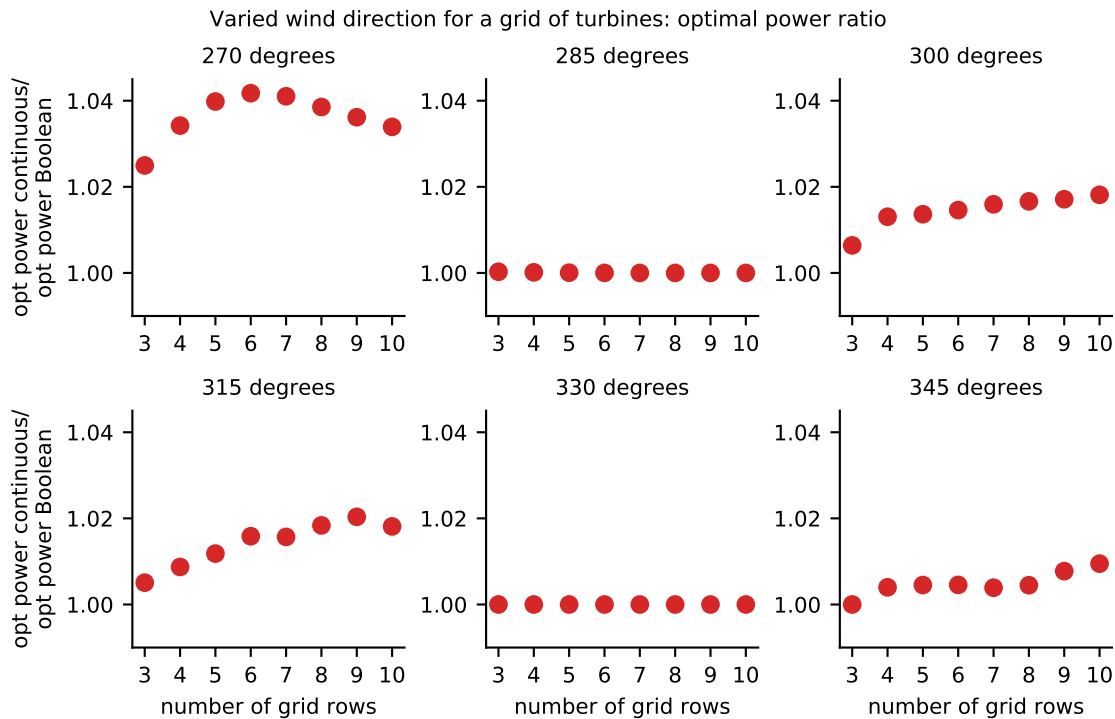 Varied wind direction for a grid of turbines: optimal power ratio
270 degrees
285 degrees
300 degrees
opt power continuous/
opt power Boolean
1.04
1.02
1.00
3 4 5 6 7 8 9 10
1.04
1.02
1.00
3 4 5 6 7 8 9 10
1.04
1.02
1.00
3 4 5 6 7 8 9 10
315 degrees
330 degrees
345 degrees
opt power continuous/
opt power Boolean
1.04
1.02
1.00
3 4 5 6 7 8 9 10
number of grid rows
1.04
1.02
1.00
3 4 5 6 7 8 9 10
number of grid rows
1.04
1.02
1.00
3 4 5 6 7 8 9 10
number of grid rows